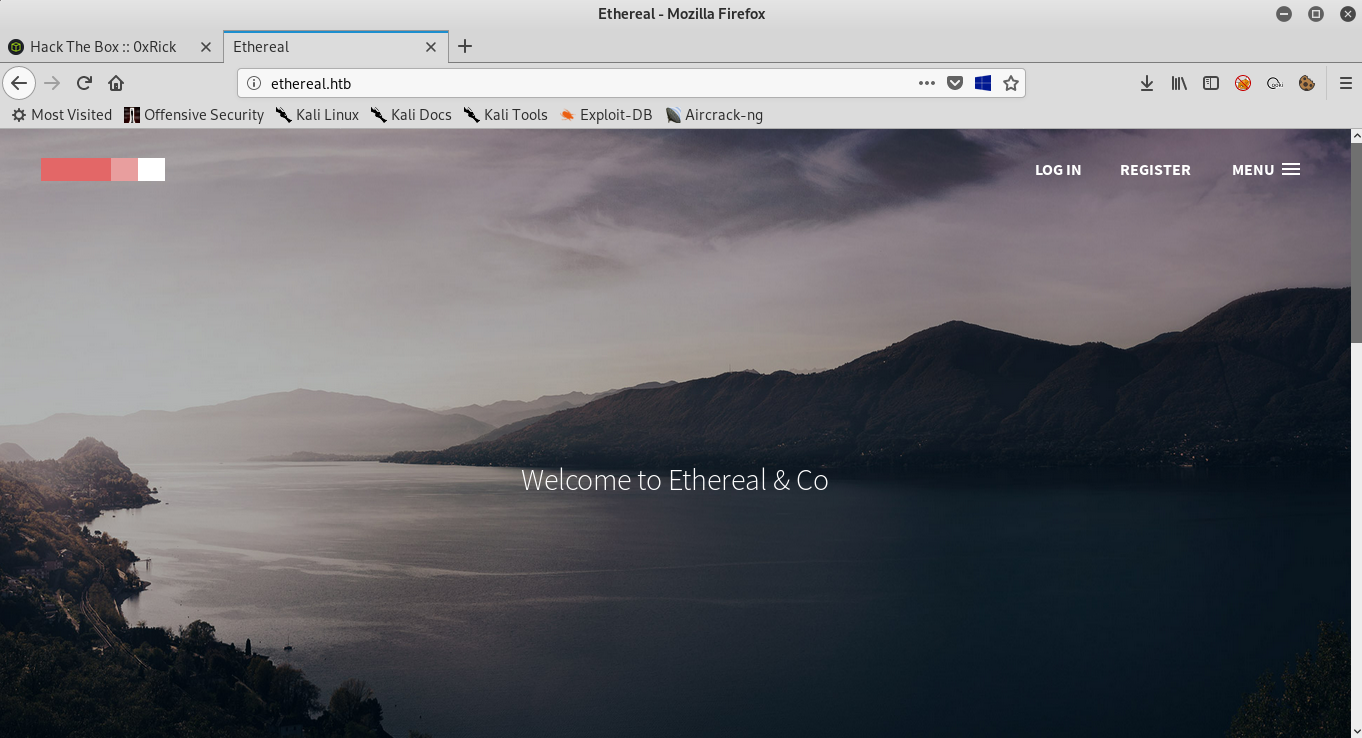 Ethereal - Mozilla Firefox
Hack The Box :: 0xRick
Ethereal
ethereal.htb
Most Visited Offensive Security Kali Linux Kali Docs Kali Tools Exploit-DB Aircrack-ng
LOG IN REGISTER MENU
Welcome to Ethereal & Co